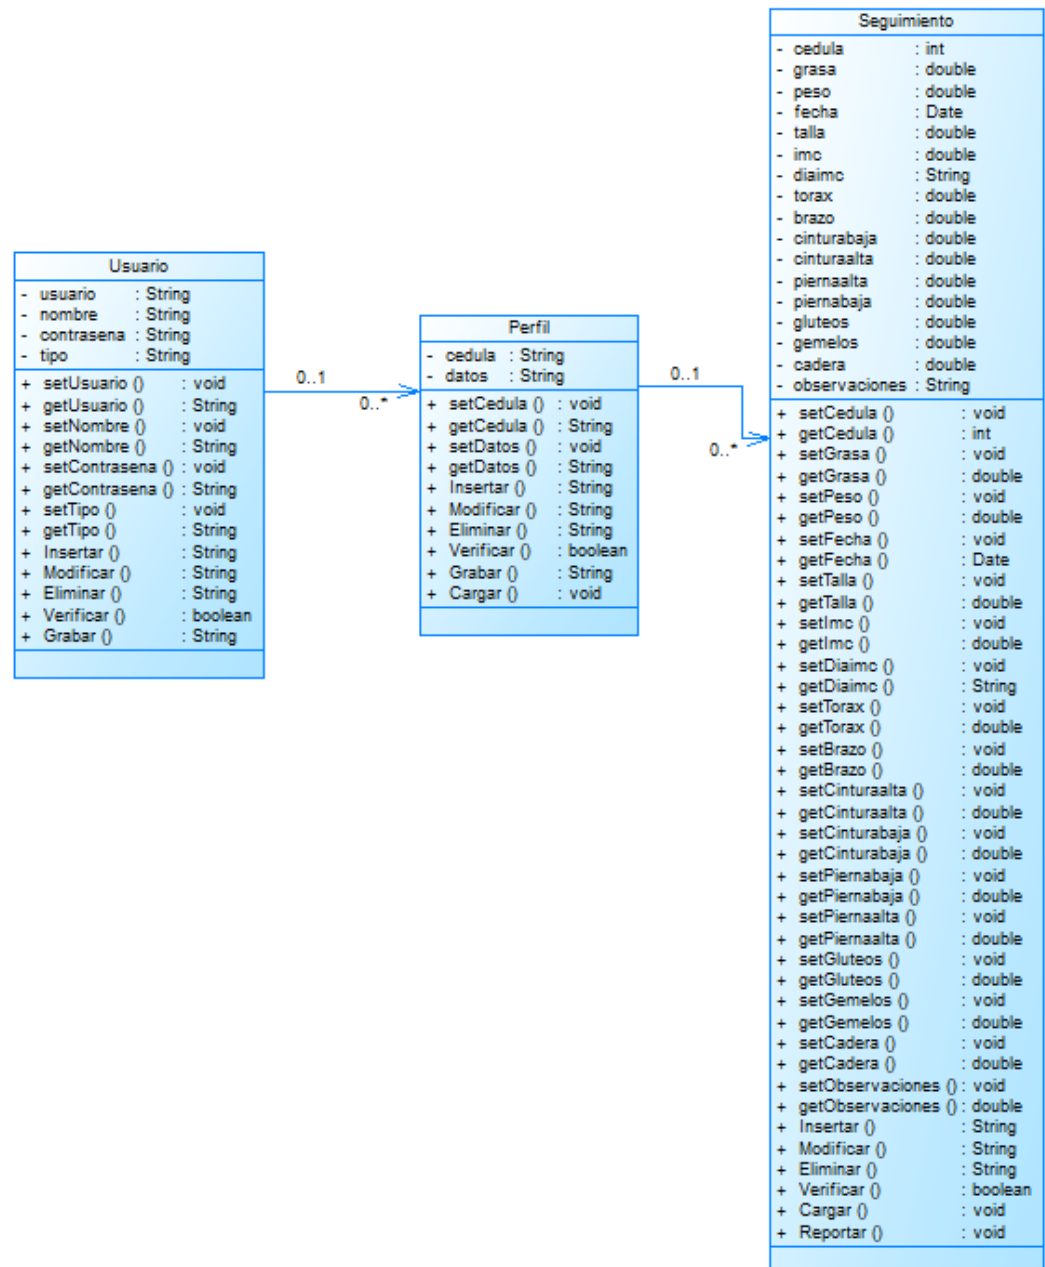 Usuario
- usuario : String
- nombre : String
- contrasena : String
- tipo : String
+ setUsuario () : void
+ getUsuario () : String
+ setNombre () : void
+ getNombre () : String
+ setContrasena () : void
+ getContrasena () : String
+ setTipo () : void
+ getTipo () : String
+ Insertar () : String
+ Modificar () : String
+ Eliminar () : String
+ Verificar () : boolean
+ Grabar () : String
0..1
0..*
Perfil
- cedula : String
- datos : String
+ setCedula () : void
+ getCedula () : String
+ setDatos () : void
+ getDatos () : String
+ Insertar () : String
+ Modificar () : String
+ Eliminar () : String
+ Verificar () : boolean
+ Grabar () : String
+ Cargar () : void
0..1
0..*
Seguimiento
- cedula : int
- grasa : double
- peso : double
- fecha : Date
- talla : double
- imc : double
- diaimc : String
- torax : double
- brazo : double
- cinturabaja : double
- cinturaalta : double
- piernaalta : double
- piernabaja : double
- gluteos : double
- gemelos : double
- cadera : double
- observaciones : String
+ setCedula () : void
+ getCedula () : int
+ setGrasa () : void
+ getGrasa () : double
+ setPeso () : void
+ getPeso () : double
+ setFecha () : void
+ getFecha () : Date
+ setTalla () : void
+ getTalla () : double
+ setImc () : void
+ getImc () : double
+ setDiaimc () : void
+ getDiaimc () : String
+ setTorax () : void
+ getTorax () : double
+ setBrazo () : void
+ getBrazo () : double
+ setCinturaalta () : void
+ getCinturaalta () : double
+ setCinturabaja () : void
+ getCinturabaja () : double
+ setPiernabaja () : void
+ getPiernabaja () : double
+ setPiernaalta () : void
+ getPiernaalta () : double
+ setGluteos () : void
+ getGluteos () : double
+ setGemelos () : void
+ getGemelos () : double
+ setCadera () : void
+ getCadera () : double
+ setObservaciones () : void
+ getObservaciones () : double
+ Insertar () : String
+ Modificar () : String
+ Eliminar () : String
+ Verificar () : boolean
+ Cargar () : void
+ Reportar () : void